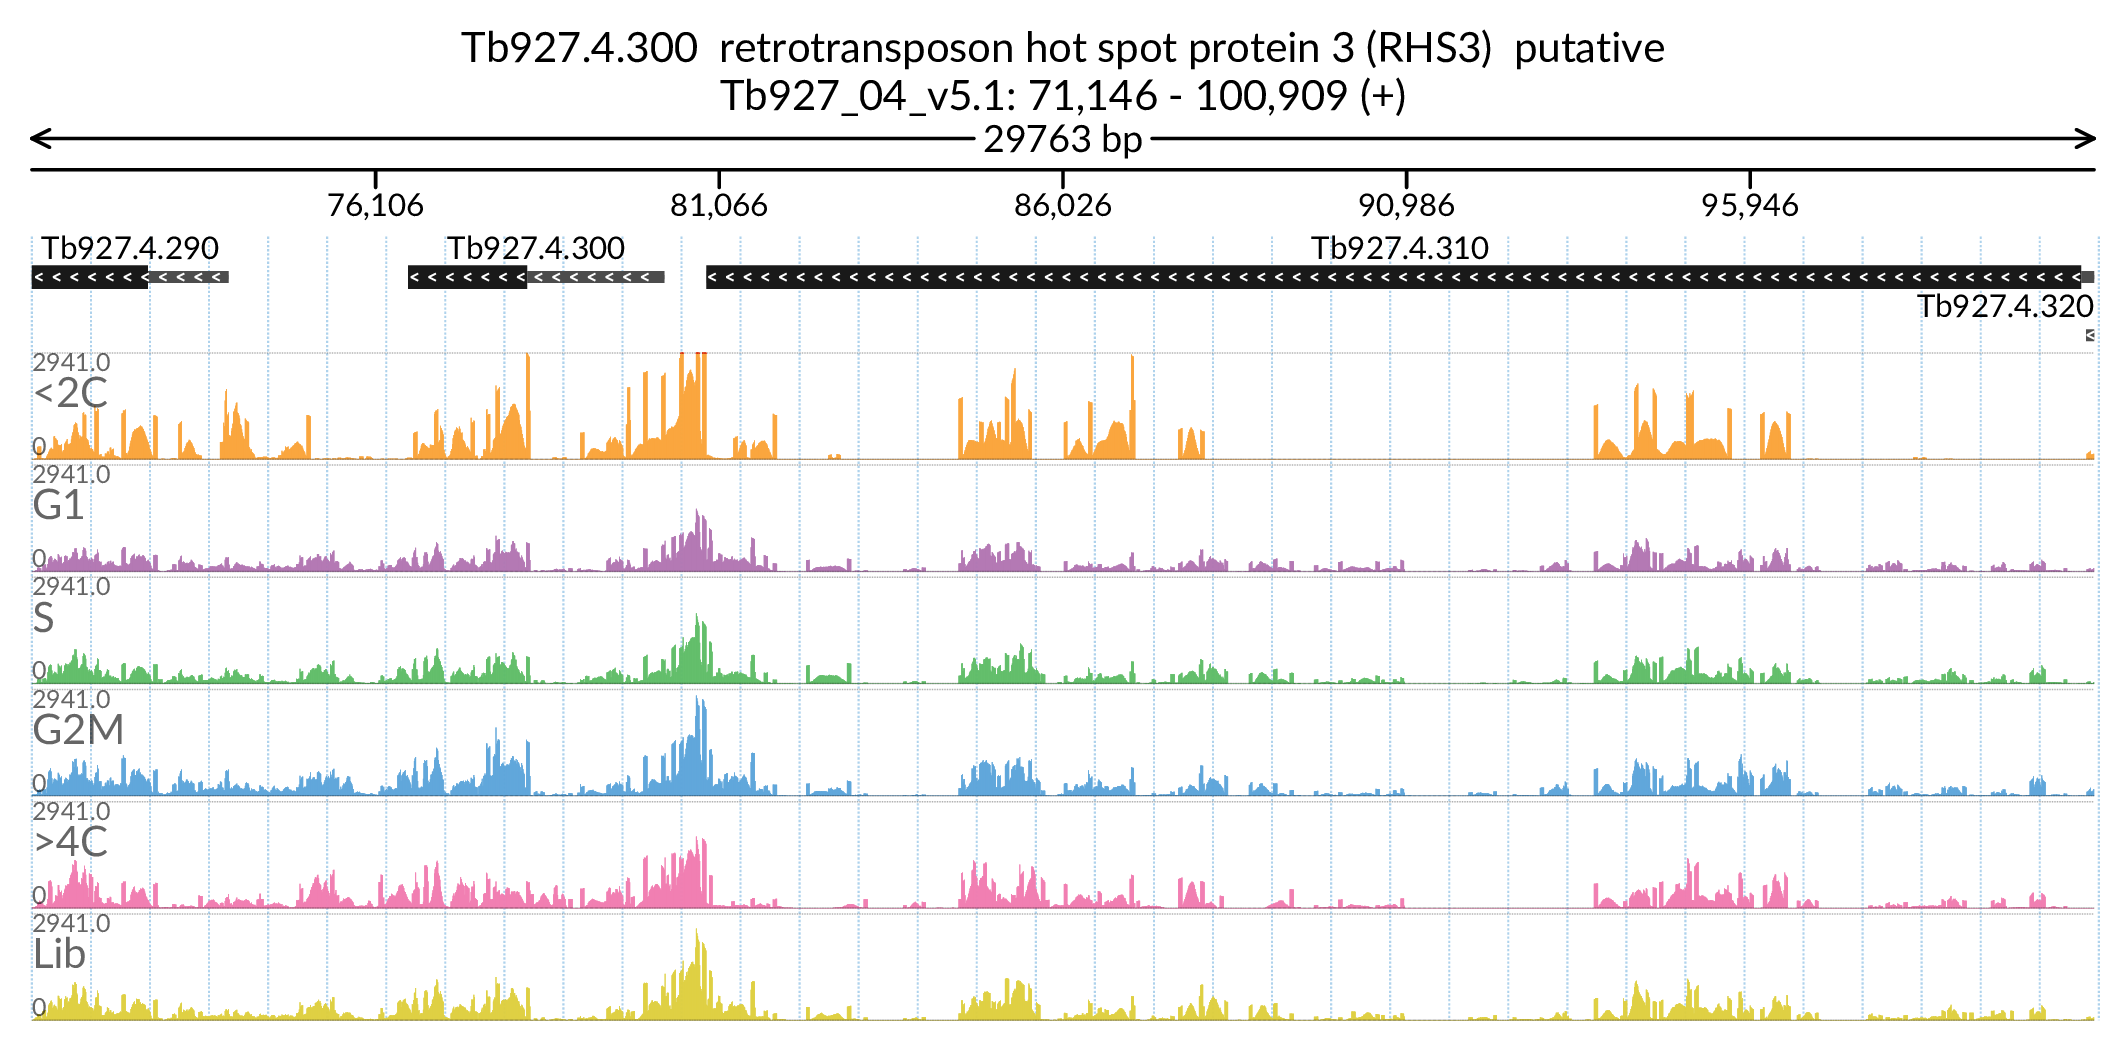 Tb927.4.300  retrotransposon hot spot protein 3 (RHS3)  putative
Tb927_04_v5.1: 71,146 - 100,909 (+)
29763 bp
76,106 81,066 86,026 90,986 95,946
Tb927.4.290 Tb927.4.300 Tb927.4.310
Tb927.4.320
2941.0
<2C
0
2941.0
G1
0
2941.0
S
0
2941.0
G2M
0
2941.0
>4C
0
2941.0
Lib
0